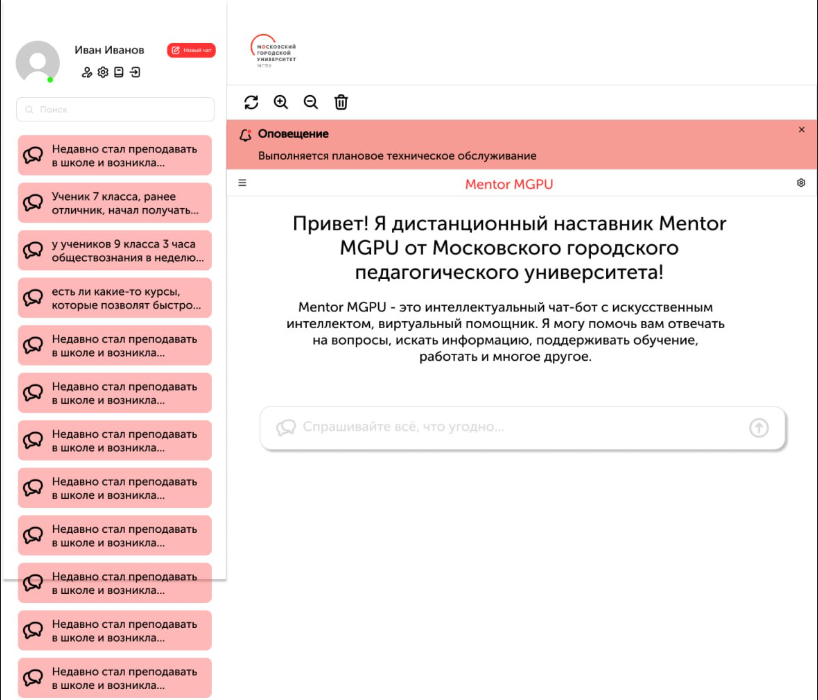 Иван Иванов
Новый чат
Поиск
Недавно стал преподавать
в школе и возникла...
Ученик 7 класса, ранее
отличник, начал получать...
у учеников 9 класса 3 часа
обществознания в неделю...
есть ли какие-то курсы,
которые позволят быстро...
Недавно стал преподавать
в школе и возникла...
Недавно стал преподавать
в школе и возникла...
Недавно стал преподавать
в школе и возникла...
Недавно стал преподавать
в школе и возникла...
Недавно стал преподавать
в школе и возникла...
Недавно стал преподавать
в школе и возникла...
Недавно стал преподавать
в школе и возникла...
Недавно стал преподавать
в школе и возникла...
МОСКОВСКИЙ
ГОРОДСКОЙ
УНИВЕРСИТЕТ
МГПУ
Оповещение
Выполняется плановое техническое обслуживание
Mentor MGPU
Привет! Я дистанционный наставник Mentor
MGPU от Московского городского
педагогического университета!
Mentor MGPU - это интеллектуальный чат-бот с искусственным
интеллектом, виртуальный помощник. Я могу помочь вам отвечать
на вопросы, искать информацию, поддерживать обучение,
работать и многое другое.
Спрашивайте всё, что угодно...